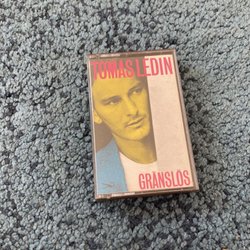 TOMAS LEDIN
GRÄNSLÖS